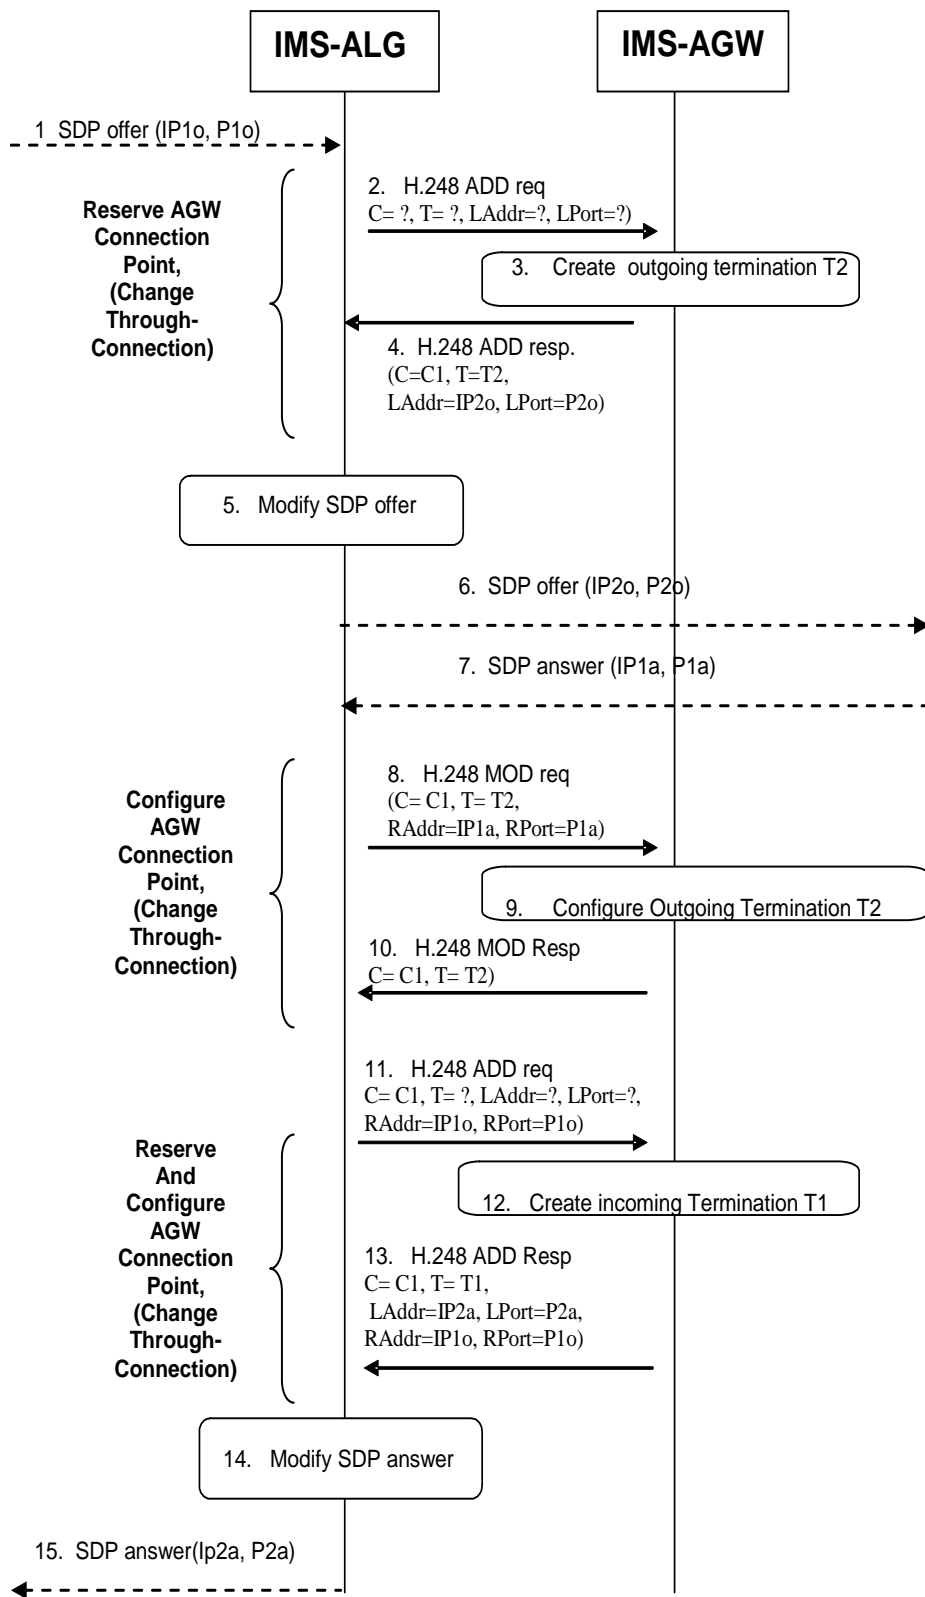 IMS-ALG
IMS-AGW
1 SDP offer (IP1o, P1o)
Reserve AGW
Connection
Point,
(Change
Through-
Connection)
2. H.248 ADD req
C= ?, T= ?, LAddr=?, LPort=?)
3. Create outgoing termination T2
4. H.248 ADD resp.
(C=C1, T=T2,
LAddr=IP2o, LPort=P2o)
5. Modify SDP offer
6. SDP offer (IP2o, P2o)
7. SDP answer (IP1a, P1a)
Configure
AGW
Connection
Point,
(Change
Through-
Connection)
8. H.248 MOD req
(C= C1, T= T2,
RAddr=IP1a, RPort=P1a)
9. Configure Outgoing Termination T2
10. H.248 MOD Resp
C= C1, T= T2)
11. H.248 ADD req
C= C1, T= ?, LAddr=?, LPort=?,
RAddr=IP1o, RPort=P1o)
Reserve
And
Configure
AGW
Connection
Point,
(Change
Through-
Connection)
12. Create incoming Termination T1
13. H.248 ADD Resp
C= C1, T= T1,
LAddr=IP2a, LPort=P2a,
RAddr=IP1o, RPort=P1o)
14. Modify SDP answer
15. SDP answer(Ip2a, P2a)